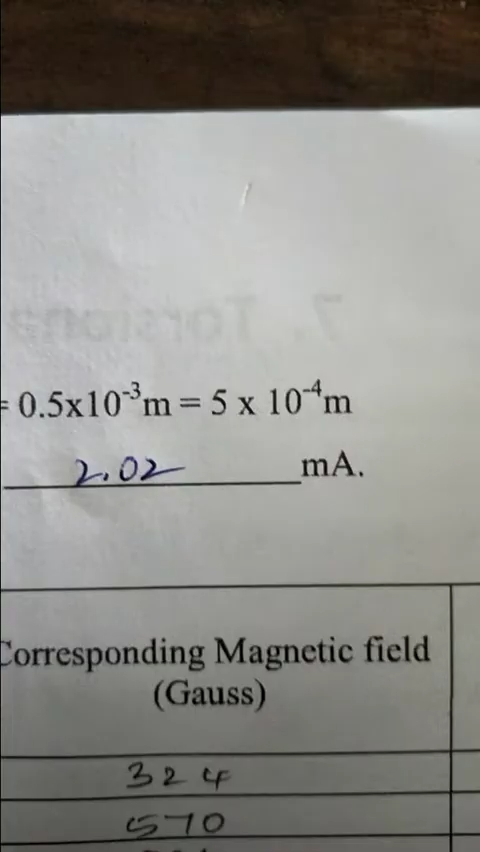 = 0.5x10⁻³m = 5 x 10⁻⁴m
2.02 mA.
Corresponding Magnetic field
(Gauss)
324
570